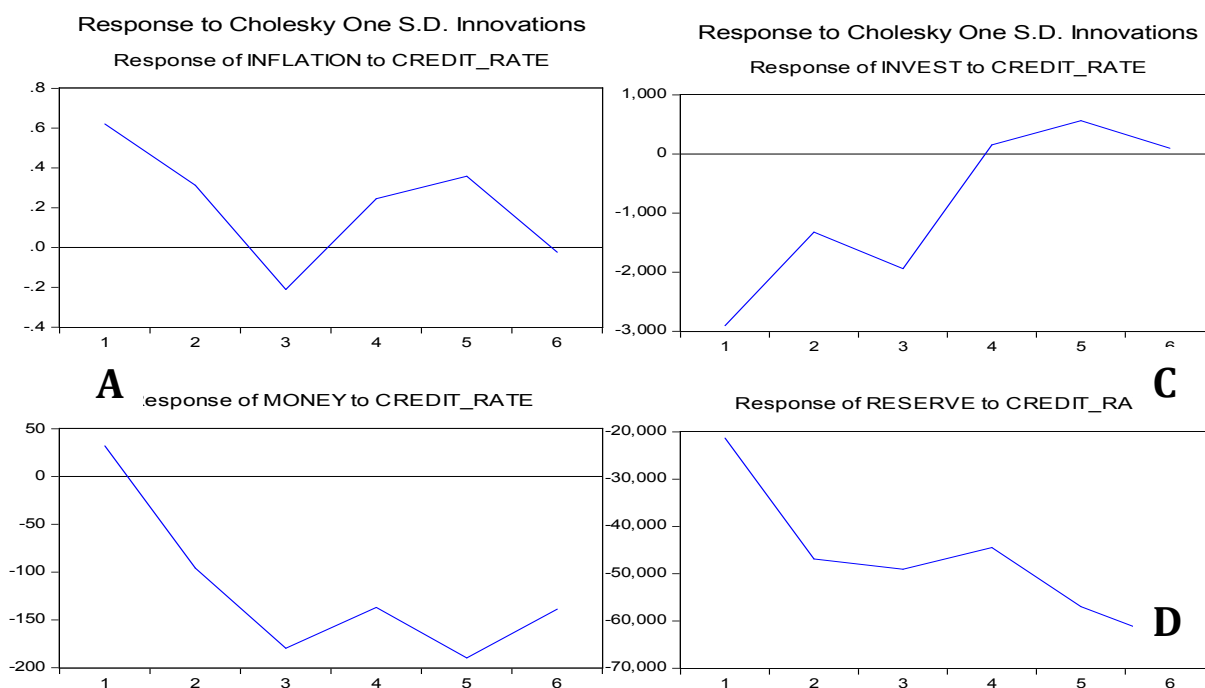 Response to Cholesky One S.D. Innovations
Response of INFLATION to CREDIT_RATE
.8
.6
.4
.2
.0
-.2
-.4
1 2 3 4 5 6
A
Response to Cholesky One S.D. Innovations
Response of INVEST to CREDIT_RATE
1,000
0
-1,000
-2,000
-3,000
1 2 3 4 5 6
C
esponse of MONEY to CREDIT_RATE
50
0
-50
-100
-150
-200
1 2 3 4 5 6
Response of RESERVE to CREDIT_RA
-20,000
-30,000
-40,000
-50,000
-60,000
-70,000
1 2 3 4 5 6
D